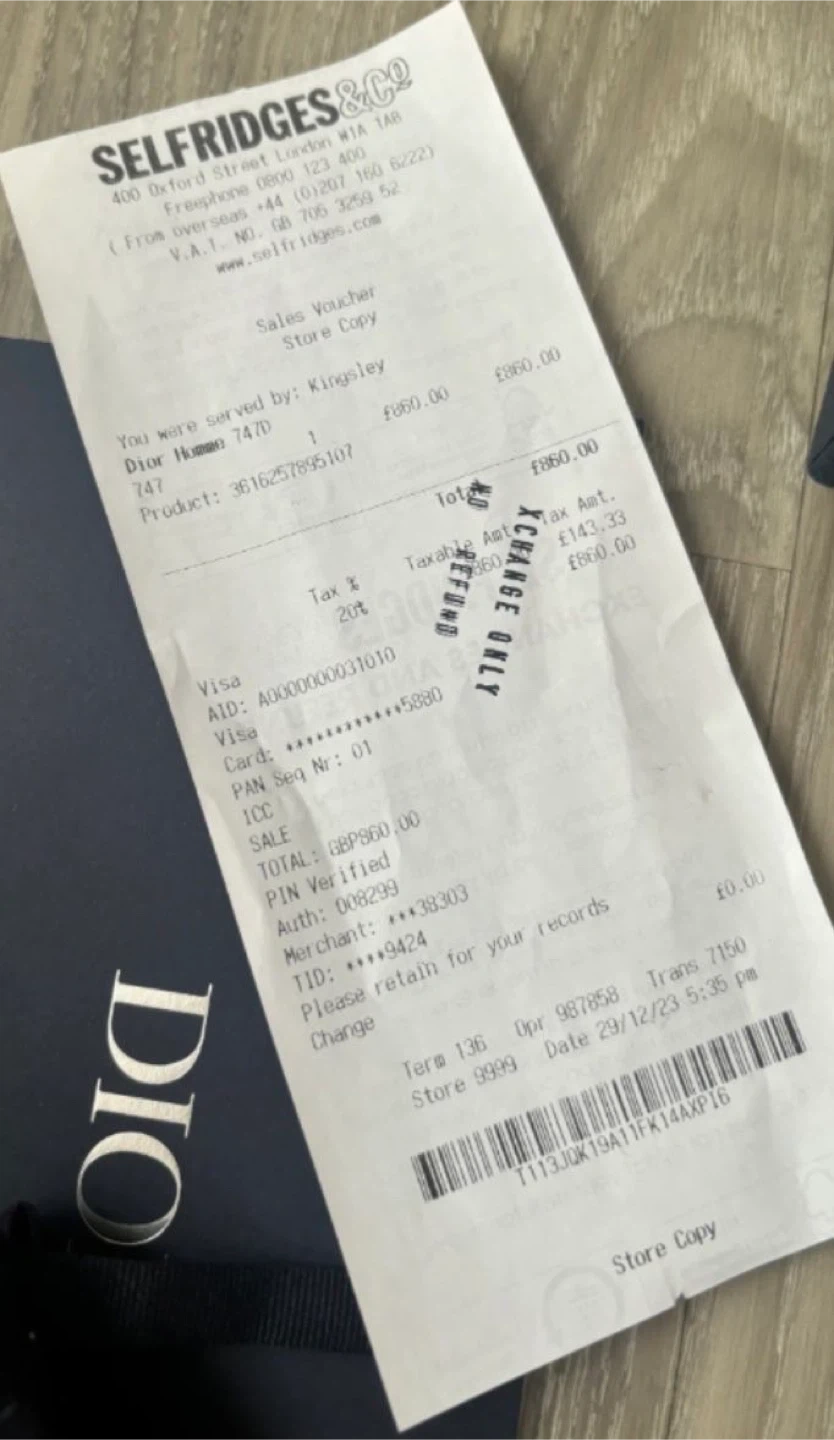 SELFRIDGES&Cº
400 Oxford Street London W1A 1AB
Freephone 0800 123 400
( From overseas +44 (0)207 160 6222)
V.A.T. NO. GB 706 3259 52
www.selfridges.com
Sales Voucher
Store Copy
You were served by: Kingsley
Dior Homme 747D 1 £860.00 £860.00
747
Product: 3616257895107
Total £860.00
Tax % Taxable Amt. Tax Amt.
20% £143.33
£860.00
NO REFUND
XCHANGE ONLY
Visa
AID: A0000000031010
Visa
Card: ************5880
PAN Seq Nr: 01
ICC
SALE
TOTAL: GBP860.00
PIN Verified
Auth: 008299
Merchant: ***38303
TID: ****9424
Please retain for your records
Change £0.00
Term 136 Opr 987858 Trans 7150
Store 9999 Date 29/12/23 5:35 pm
T113JQK19A11FK14AXPI6
Store Copy
DIO